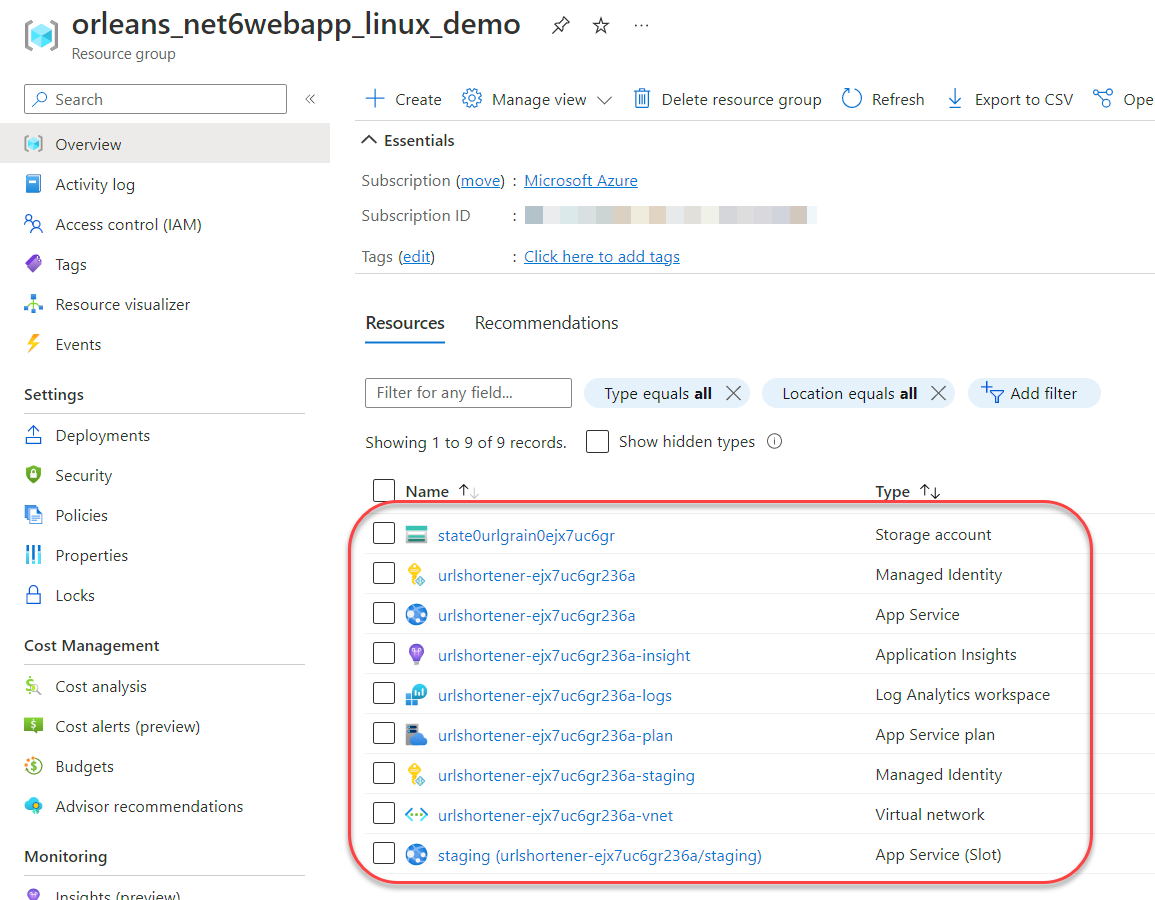 orleans_net6webapp_linux_demo
Resource group
Search
Create
Manage view
Delete resource group
Refresh
Export to CSV
Ope
Overview
Activity log
Access control (IAM)
Tags
Resource visualizer
Events
Settings
Deployments
Security
Policies
Properties
Locks
Cost Management
Cost analysis
Cost alerts (preview)
Budgets
Advisor recommendations
Monitoring
Insights (preview)
Essentials
Subscription (move) : Microsoft Azure
Subscription ID :
Tags (edit) : Click here to add tags
Resources Recommendations
Filter for any field... Type equals all Location equals all Add filter
Showing 1 to 9 of 9 records. Show hidden types
Name Type
state0urlgrain0ejx7uc6gr Storage account
urlshortener-ejx7uc6gr236a Managed Identity
urlshortener-ejx7uc6gr236a App Service
urlshortener-ejx7uc6gr236a-insight Application Insights
urlshortener-ejx7uc6gr236a-logs Log Analytics workspace
urlshortener-ejx7uc6gr236a-plan App Service plan
urlshortener-ejx7uc6gr236a-staging Managed Identity
urlshortener-ejx7uc6gr236a-vnet Virtual network
staging (urlshortener-ejx7uc6gr236a/staging) App Service (Slot)